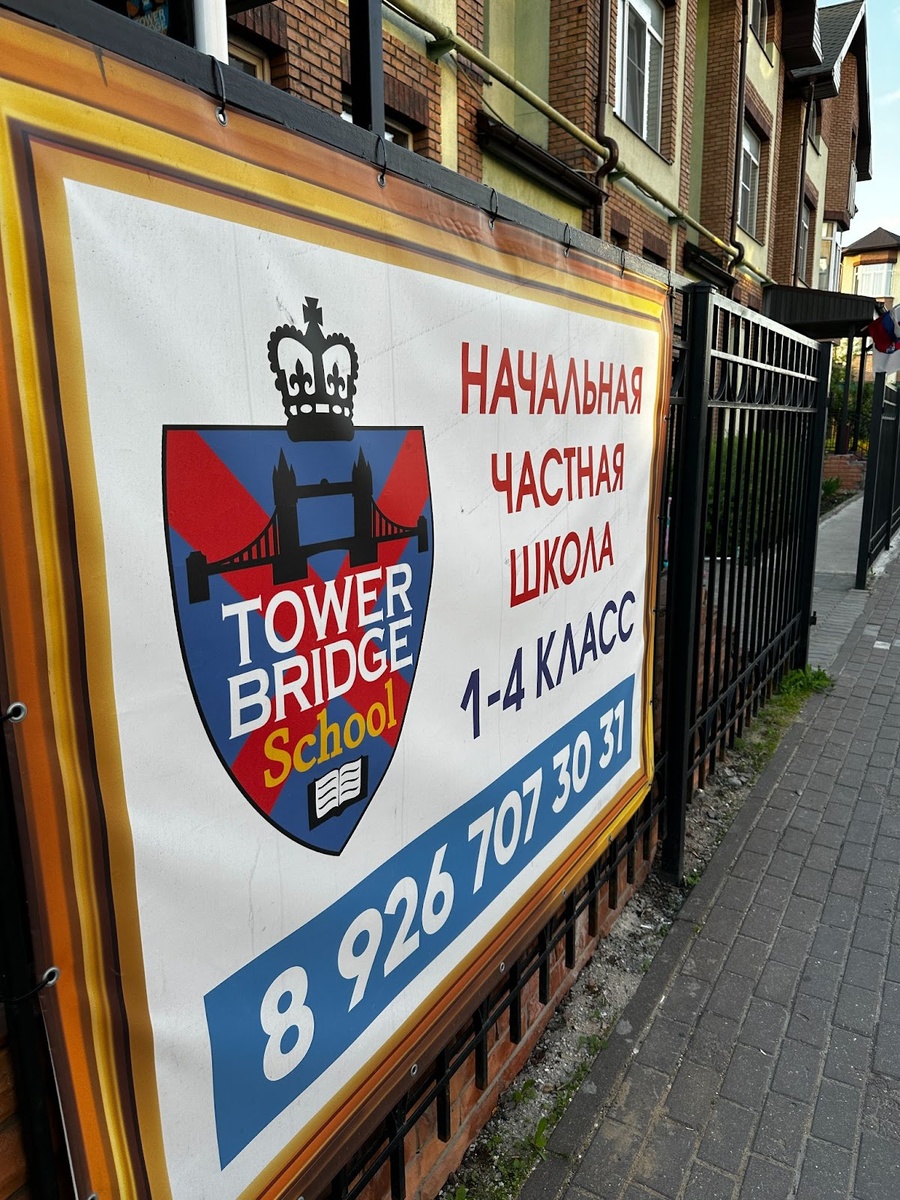 TOWER
BRIDGE
School
НАЧАЛЬНАЯ
ЧАСТНАЯ
ШКОЛА
1-4 КЛАСС
8 926 707 30 31